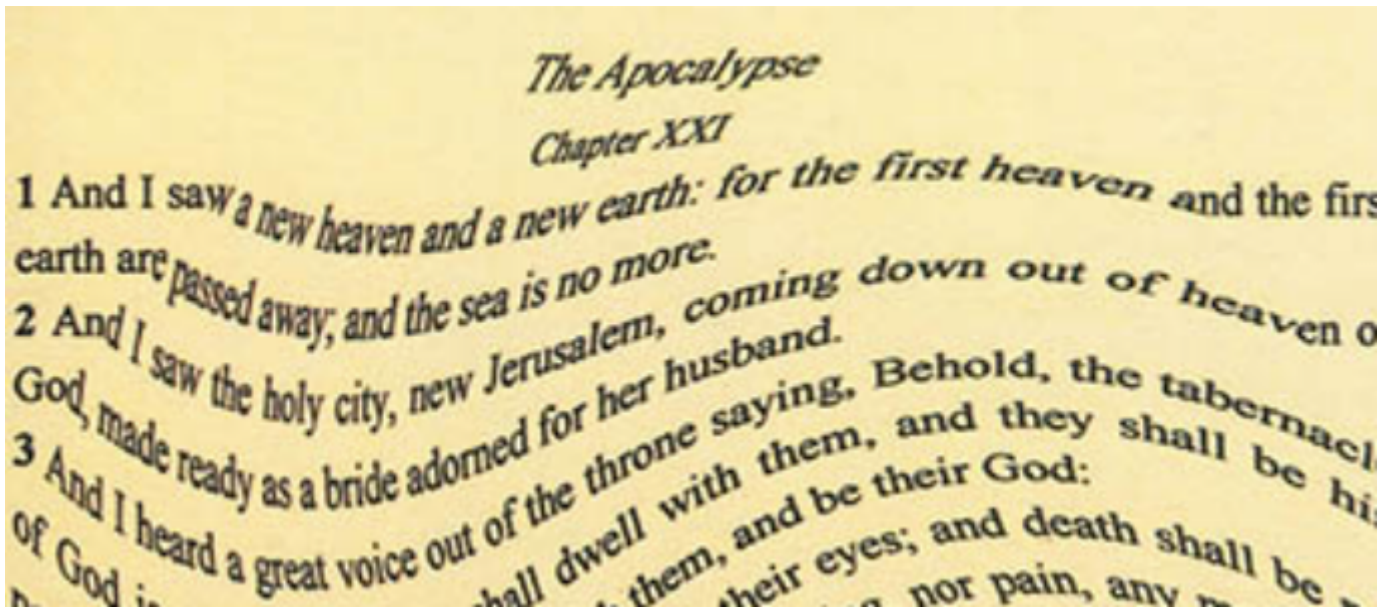 The Apocalypse
Chapter XXI
1 And I saw a new heaven and a new earth: for the first heaven and the firs
earth are passed away; and the sea is no more.
2 And I saw the holy city, new Jerusalem, coming down out of heaven o
God, made ready as a bride adorned for her husband.
3 And I heard a great voice out of the throne saying, Behold, the tabernacl
of God is hall dwell with them, and they shall be his
them, and be their God:
their eyes; and death shall be
nor pain, any